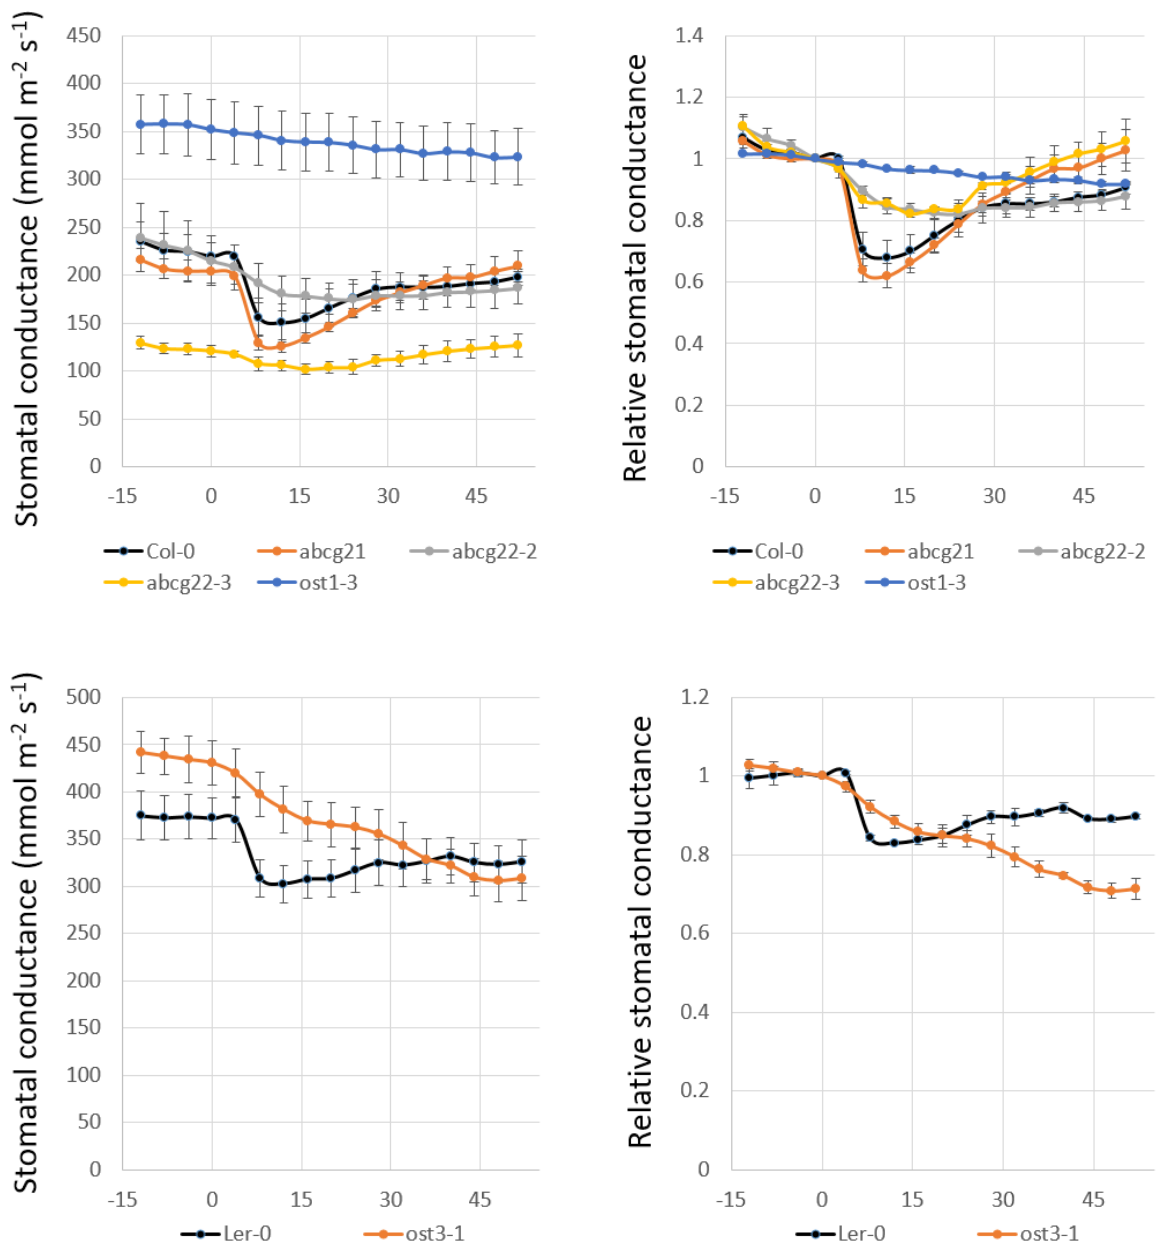 Stomatal conductance (mmol m⁻² s⁻¹)
450
400
350
300
250
200
150
100
50
0
-15 0 15 30 45
Col-0 abcg21 abcg22-2
abcg22-3 ost1-3
Relative stomatal conductance
1.4
1.2
1
0.8
0.6
0.4
0.2
0
-15 0 15 30 45
Col-0 abcg21 abcg22-2
abcg22-3 ost1-3
Stomatal conductance (mmol m⁻² s⁻¹)
500
450
400
350
300
250
200
150
100
50
0
-15 0 15 30 45
Ler-0 ost3-1
Relative stomatal conductance
1.2
1
0.8
0.6
0.4
0.2
0
-15 0 15 30 45
Ler-0 ost3-1